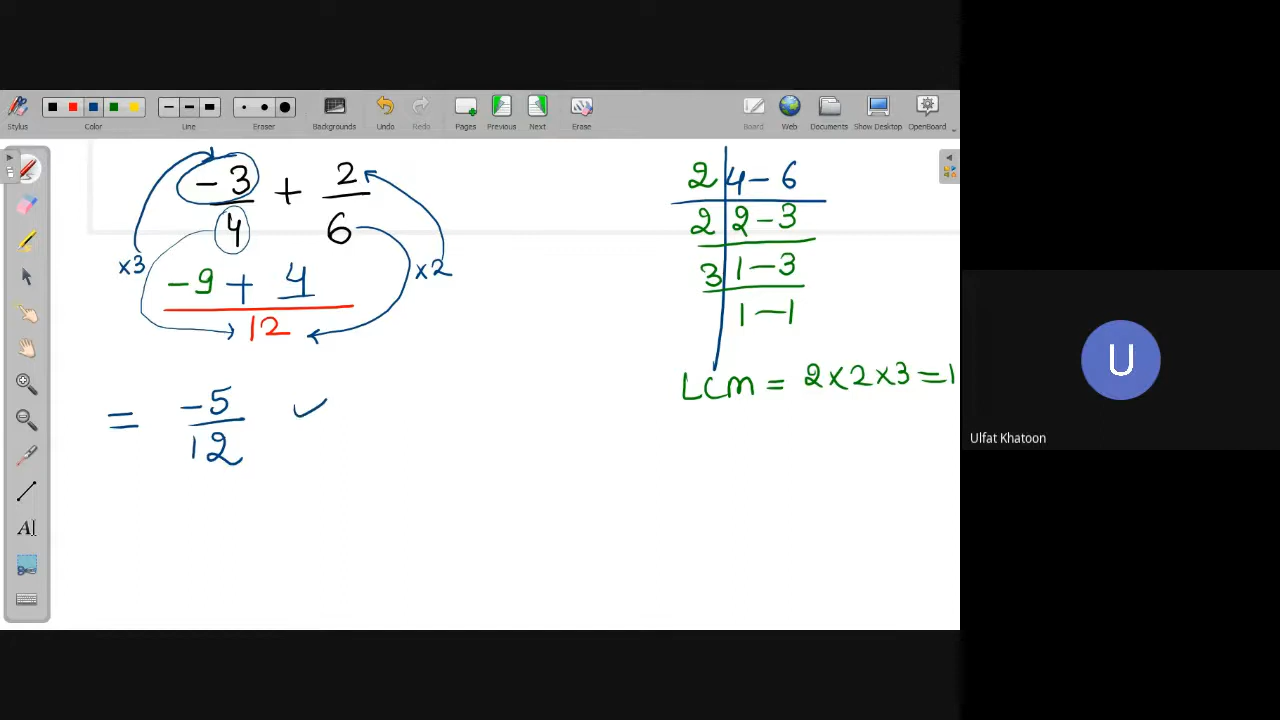 Stylus Color Line Eraser Backgrounds Undo Redo Pages Previous Next Erase Board Web Documents Show Desktop OpenBoard
-3/4 + 2/6
×3 ×2
-9 + 4
12
= -5/12 ✓
2 | 4 - 6
2 | 2 - 3
3 | 1 - 3
1 - 1
LCM = 2×2×3 = 1
A
U
Ulfat Khatoon